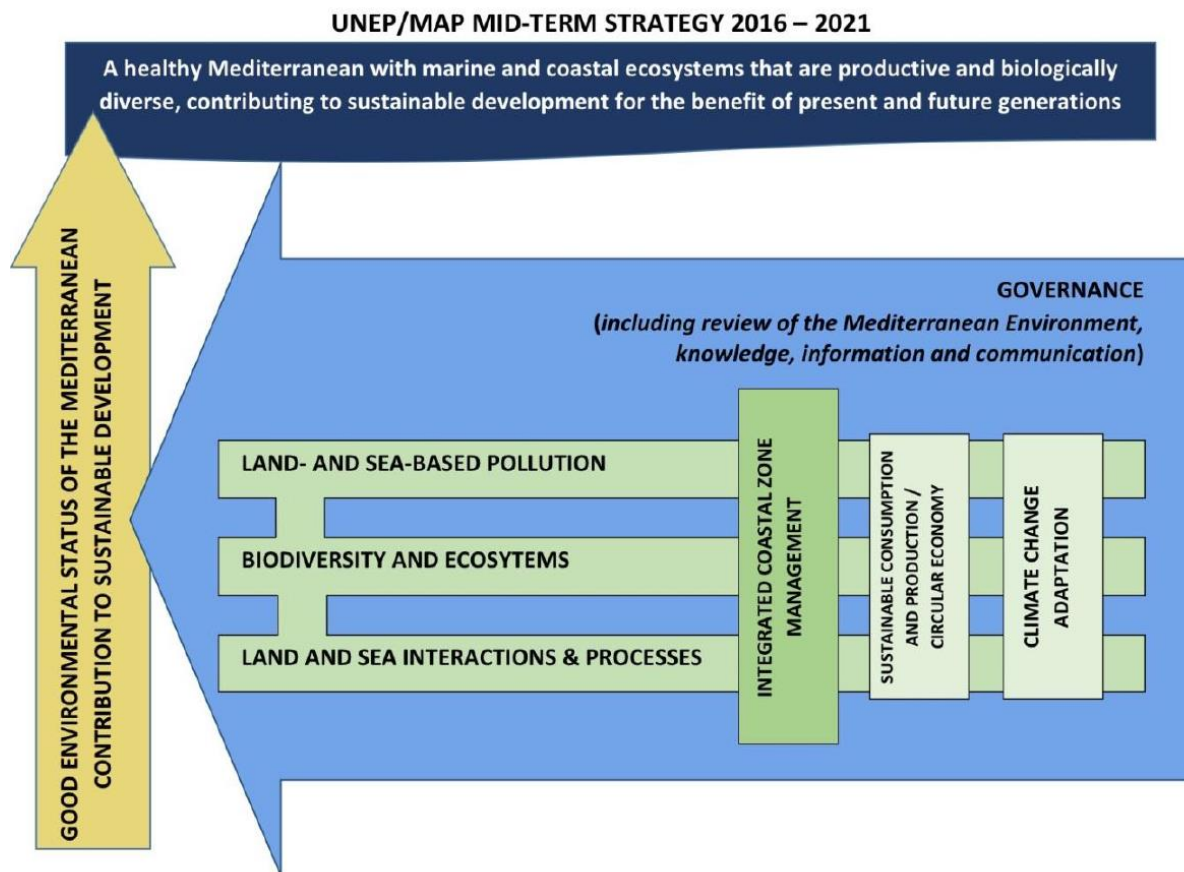 UNEP/MAP MID-TERM STRATEGY 2016 – 2021
A healthy Mediterranean with marine and coastal ecosystems that are productive and biologically
diverse, contributing to sustainable development for the benefit of present and future generations
GOOD ENVIRONMENTAL STATUS OF THE MEDITERRANEAN
CONTRIBUTION TO SUSTAINABLE DEVELOPMENT
GOVERNANCE
(including review of the Mediterranean Environment,
knowledge, information and communication)
LAND- AND SEA-BASED POLLUTION
BIODIVERSITY AND ECOSYTEMS
LAND AND SEA INTERACTIONS & PROCESSES
INTEGRATED COASTAL ZONE
MANAGEMENT
SUSTAINABLE CONSUMPTION
AND PRODUCTION /
CIRCULAR ECONOMY
CLIMATE CHANGE
ADAPTATION